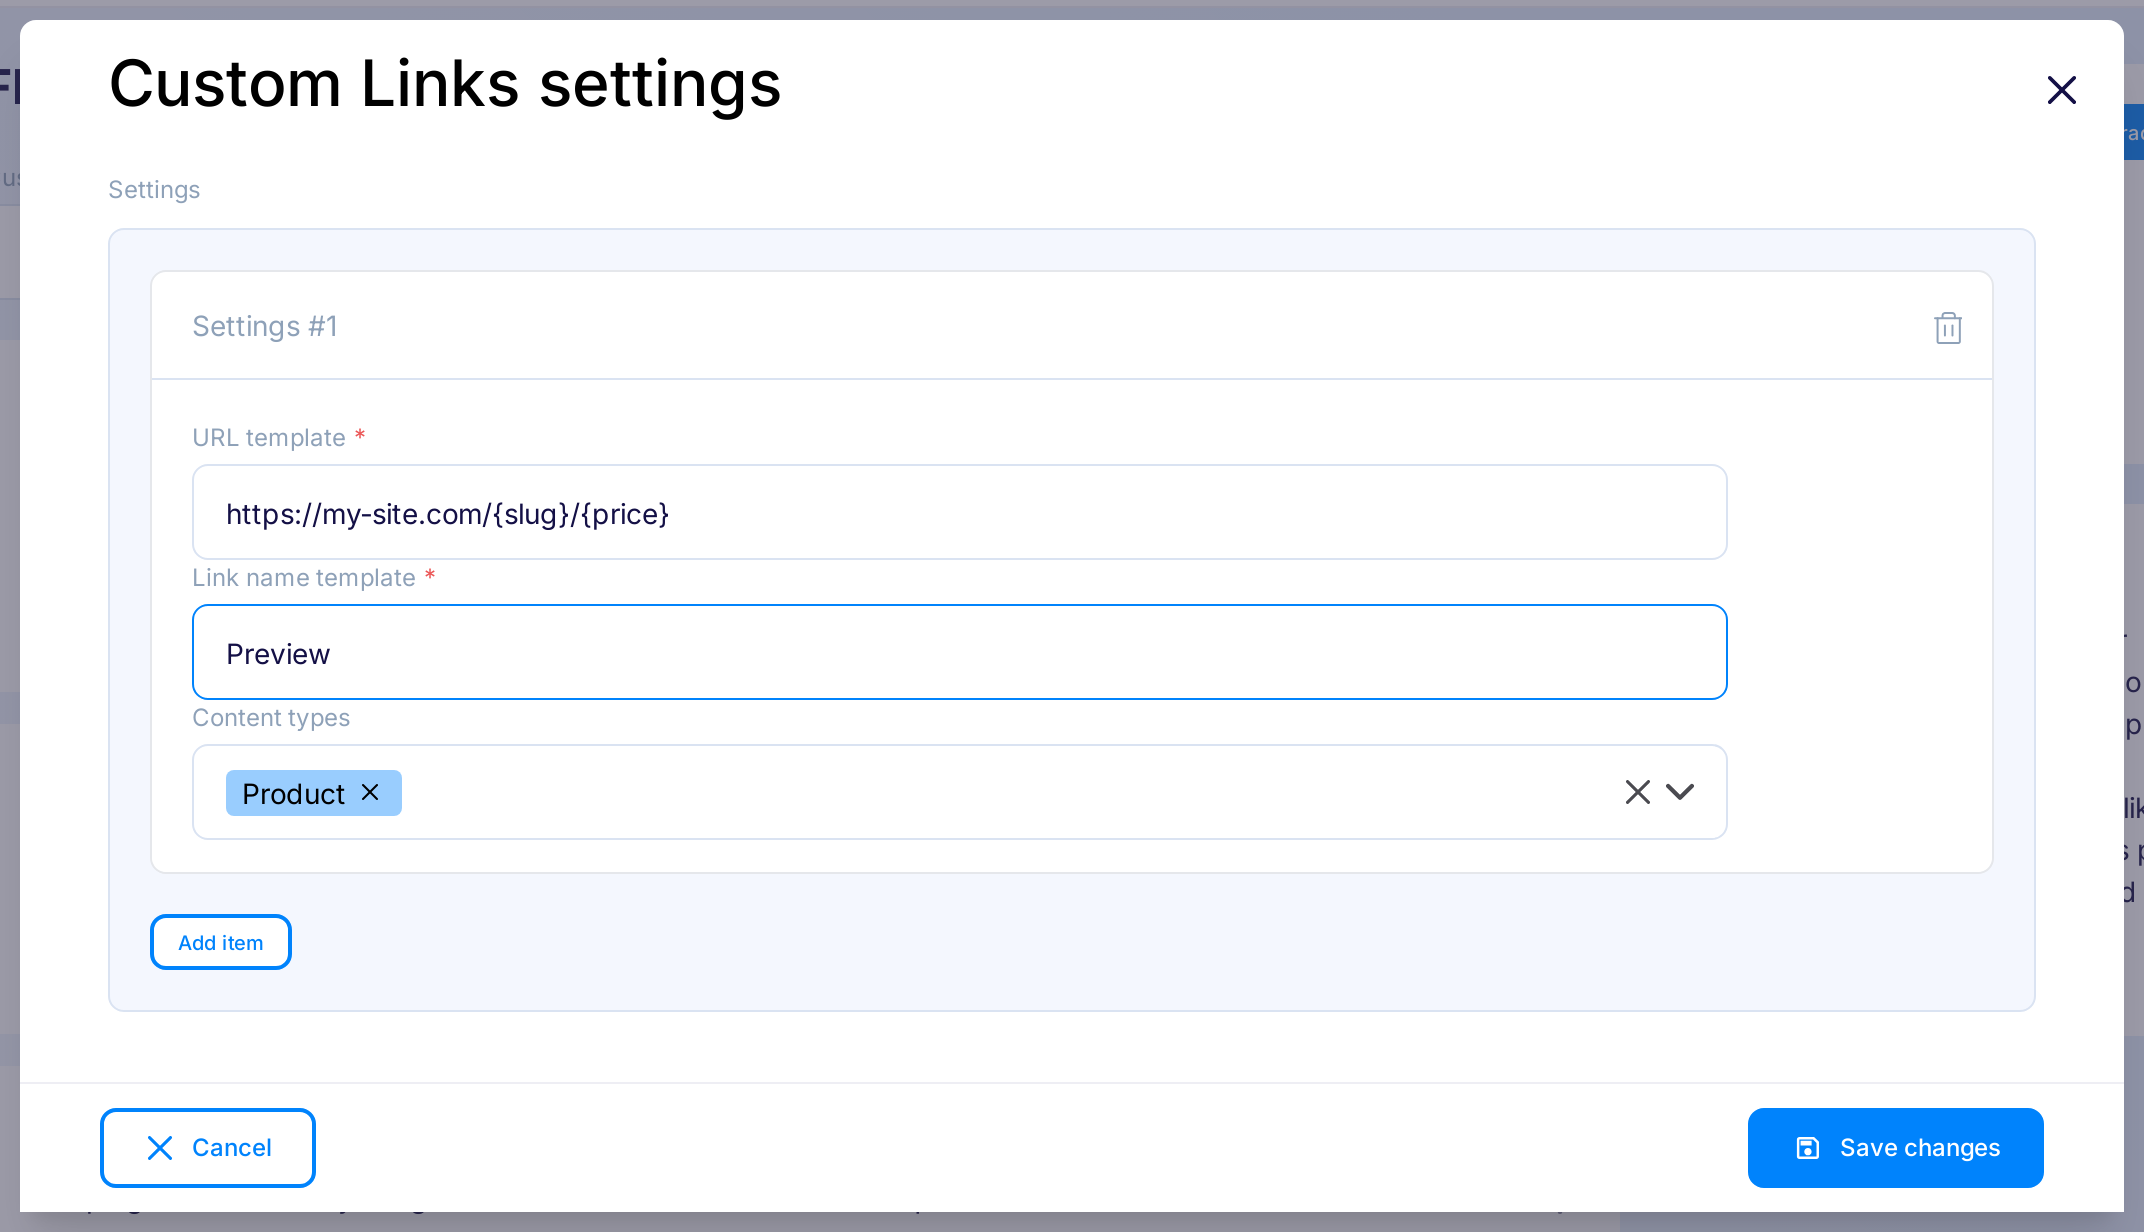 Custom Links settings
Settings
Settings #1
URL template *
https://my-site.com/{slug}/{price}
Link name template *
Preview
Content types
Product
Add item
Cancel
Save changes